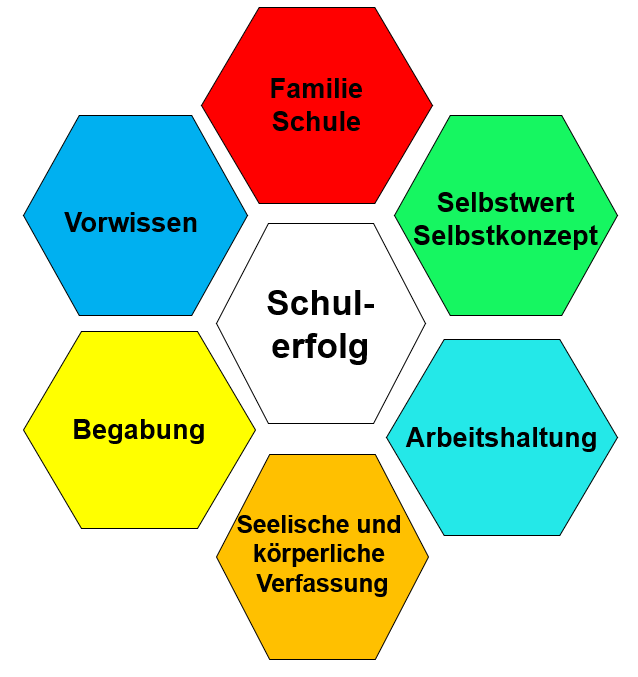 Familie
Schule
Selbstwert
Selbstkonzept
Vorwissen
Schul-
erfolg
Begabung
Arbeitshaltung
Seelische und
körperliche
Verfassung